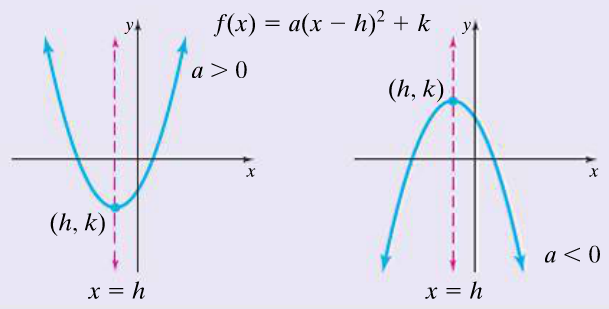 f(x) = a(x − h)² + k
y
a > 0
x
(h, k)
x = h
y
(h, k)
x
a < 0
x = h